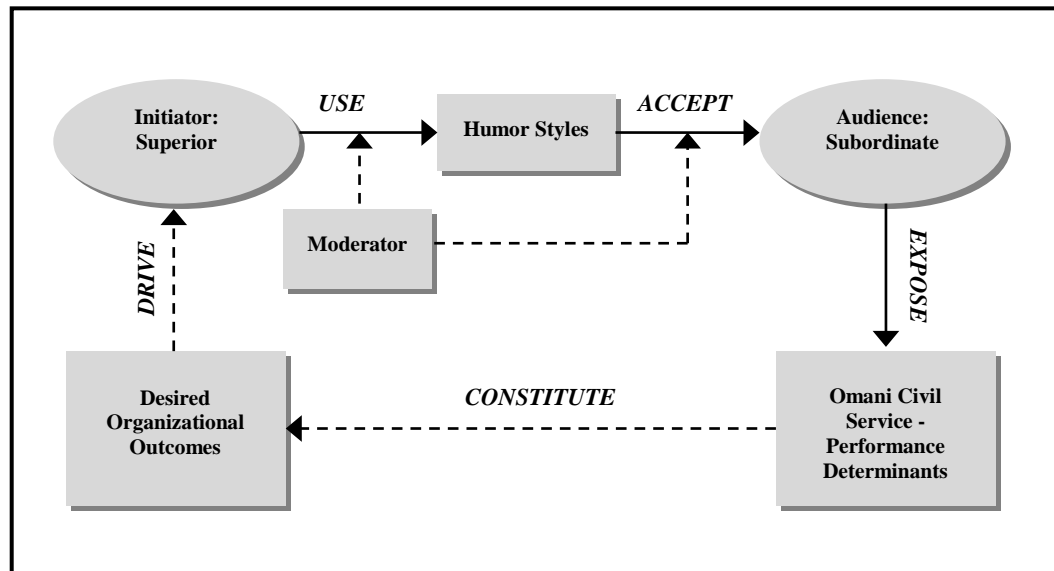 USE
ACCEPT
Initiator:
Superior
Humor Styles
Audience:
Subordinate
Moderator
DRIVE
EXPOSE
Desired
Organizational
Outcomes
CONSTITUTE
Omani Civil
Service -
Performance
Determinants